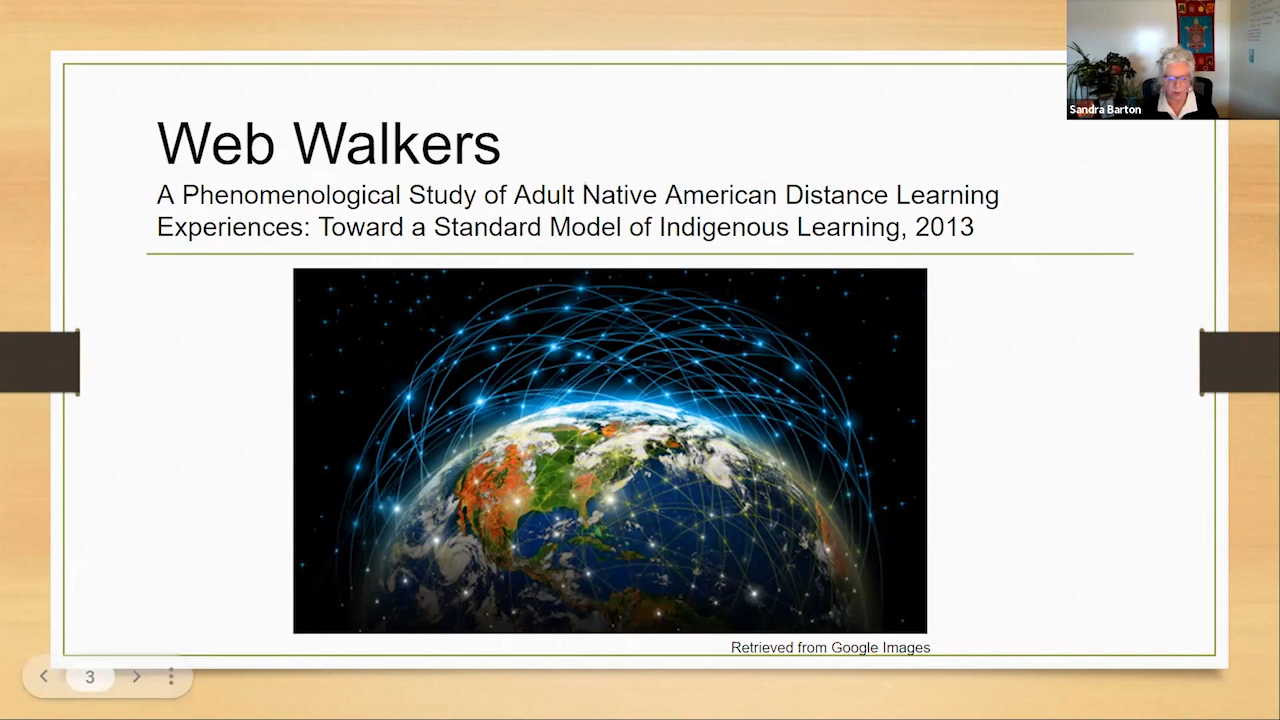 Sandra Barton
Web Walkers
A Phenomenological Study of Adult Native American Distance Learning
Experiences: Toward a Standard Model of Indigenous Learning, 2013
Retrieved from Google Images
3